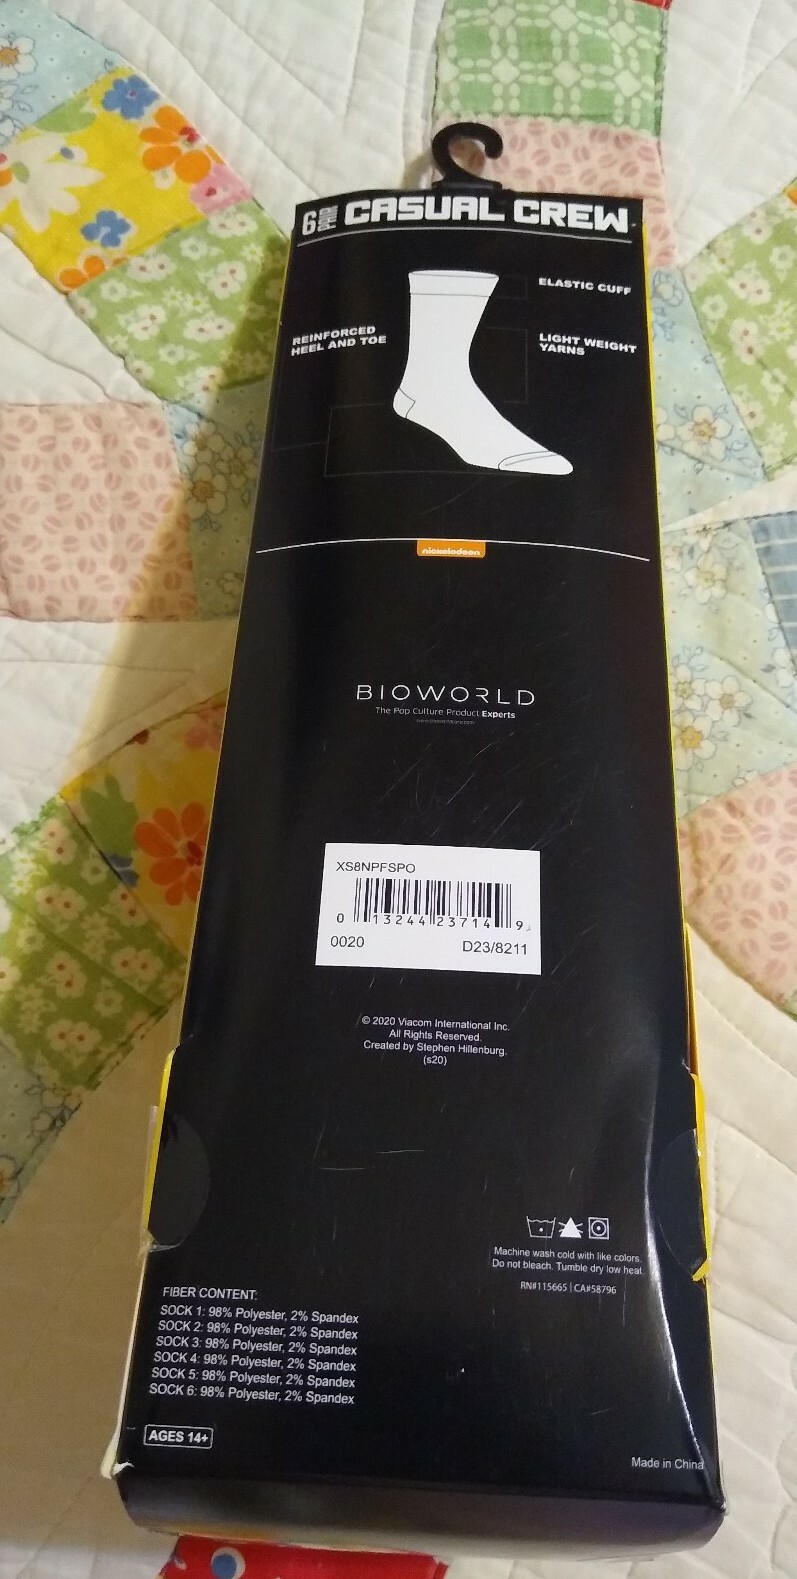 6 PAIR CASUAL CREW
ELASTIC CUFF
REINFORCED
HEEL AND TOE
LIGHT WEIGHT
YARNS
nickelodeon
BIOWORLD
The Pop Culture Product Experts
XS8NPFSPO
0 13244 23714 9
0020 D23/8211
© 2020 Viacom International Inc.
All Rights Reserved.
Created by Stephen Hillenburg.
(s20)
Machine wash cold with like colors.
Do not bleach. Tumble dry low heat.
RN#115665 | CA#58796
FIBER CONTENT:
SOCK 1: 98% Polyester, 2% Spandex
SOCK 2: 98% Polyester, 2% Spandex
SOCK 3: 98% Polyester, 2% Spandex
SOCK 4: 98% Polyester, 2% Spandex
SOCK 5: 98% Polyester, 2% Spandex
SOCK 6: 98% Polyester, 2% Spandex
AGES 14+
Made in China